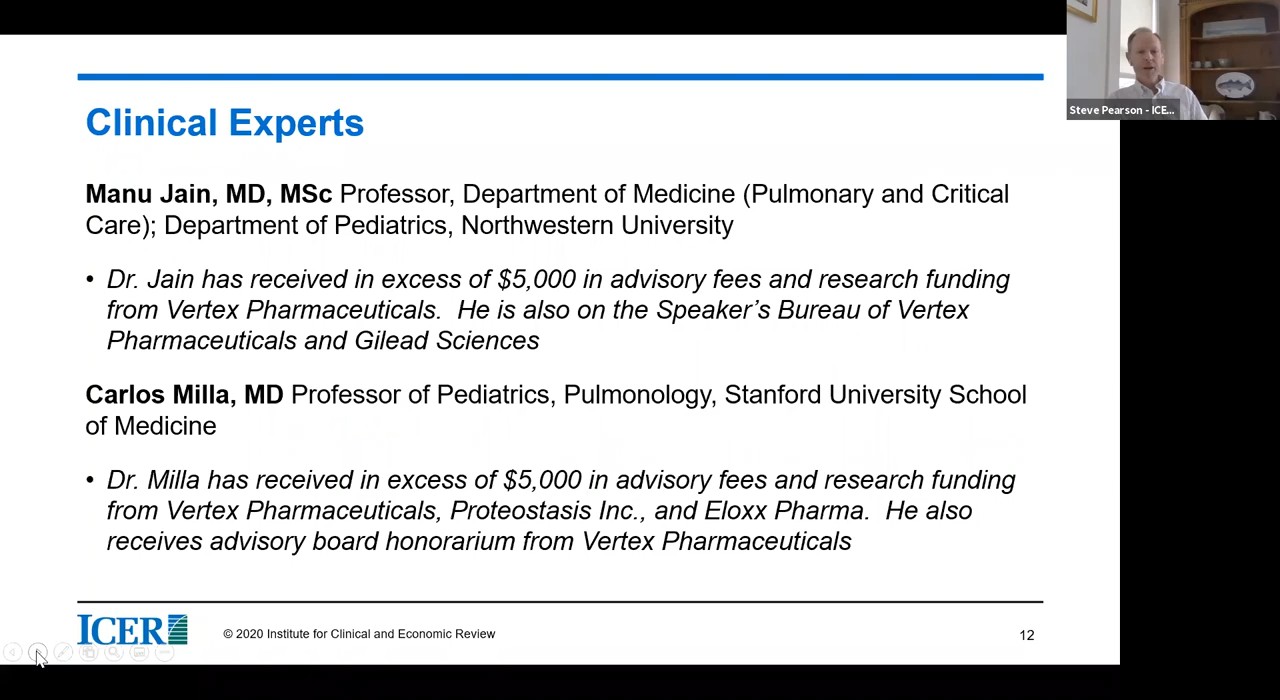 Steve Pearson - ICE...
Clinical Experts
Manu Jain, MD, MSc Professor, Department of Medicine (Pulmonary and Critical
Care); Department of Pediatrics, Northwestern University
• Dr. Jain has received in excess of $5,000 in advisory fees and research funding
from Vertex Pharmaceuticals.  He is also on the Speaker’s Bureau of Vertex
Pharmaceuticals and Gilead Sciences
Carlos Milla, MD Professor of Pediatrics, Pulmonology, Stanford University School
of Medicine
• Dr. Milla has received in excess of $5,000 in advisory fees and research funding
from Vertex Pharmaceuticals, Proteostasis Inc., and Eloxx Pharma.  He also
receives advisory board honorarium from Vertex Pharmaceuticals
ICER
© 2020 Institute for Clinical and Economic Review
12